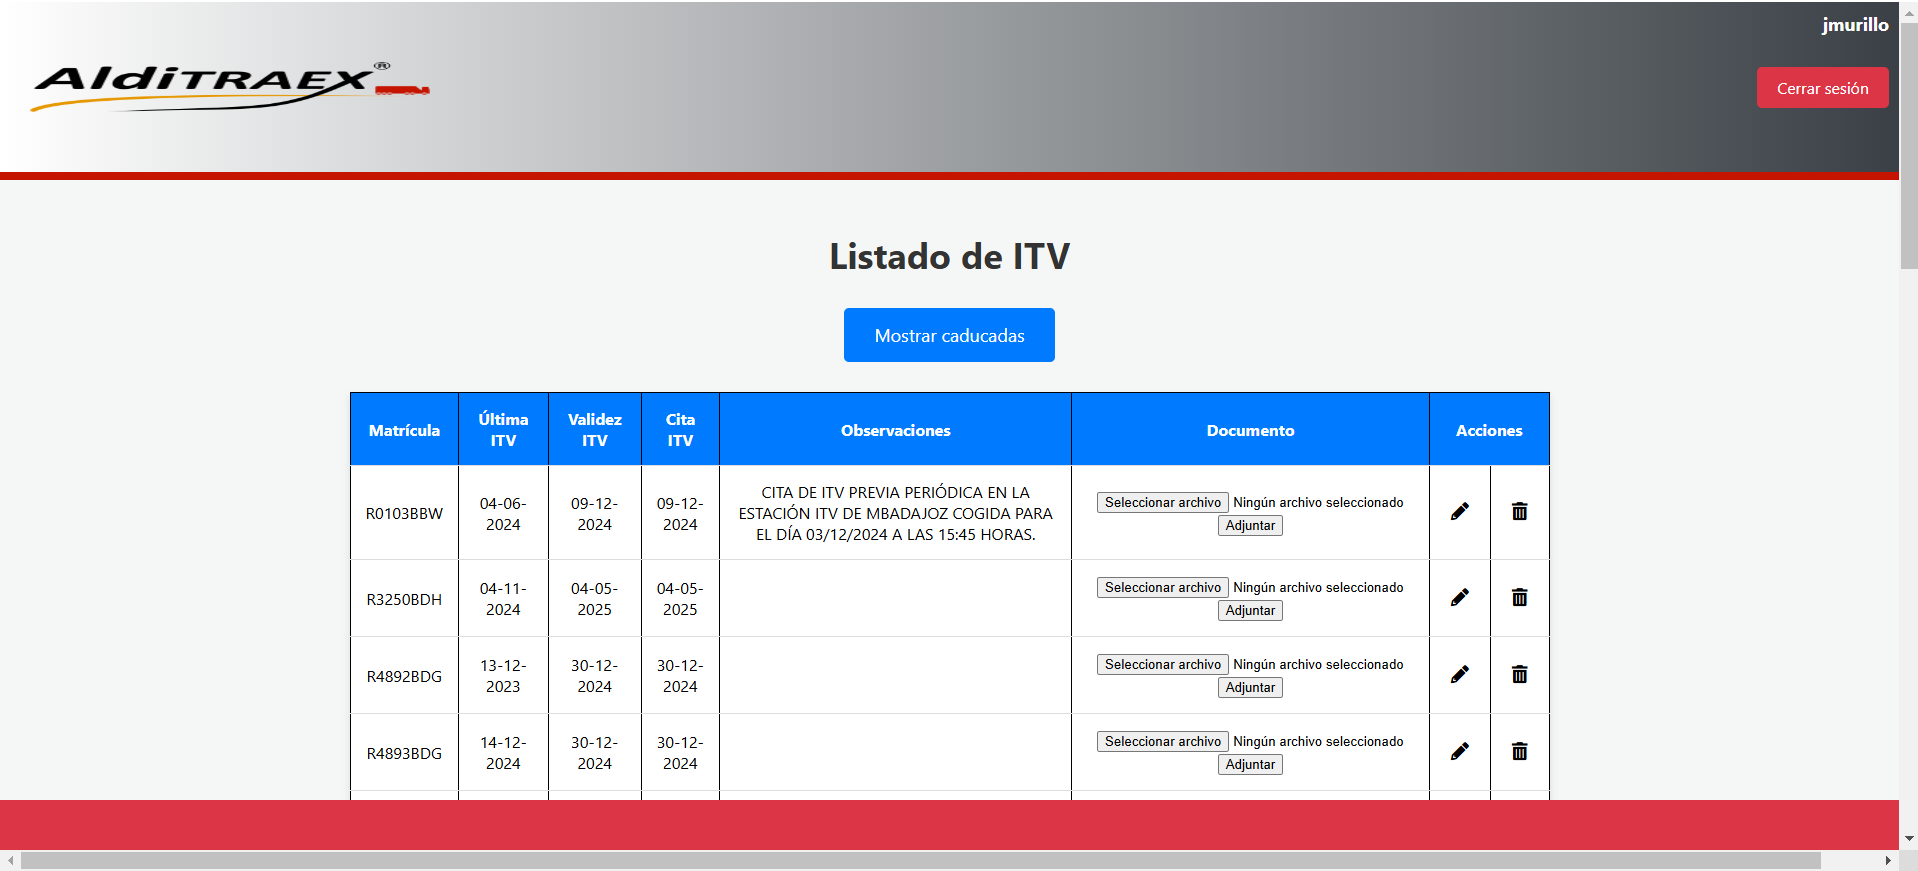 jmurillo
AldiTRAEX®
Cerrar sesión
Listado de ITV
Mostrar caducadas
Matrícula Última ITV Validez ITV Cita ITV Observaciones Documento Acciones
R0103BBW 04-06-2024 09-12-2024 09-12-2024 CITA DE ITV PREVIA PERIÓDICA EN LA
ESTACIÓN ITV DE MBADAJOZ COGIDA PARA
EL DÍA 03/12/2024 A LAS 15:45 HORAS.
Seleccionar archivo Ningún archivo seleccionado
Adjuntar
R3250BDH 04-11-2024 04-05-2025 04-05-2025 Seleccionar archivo Ningún archivo seleccionado
Adjuntar
R4892BDG 13-12-2023 30-12-2024 30-12-2024 Seleccionar archivo Ningún archivo seleccionado
Adjuntar
R4893BDG 14-12-2024 30-12-2024 30-12-2024 Seleccionar archivo Ningún archivo seleccionado
Adjuntar